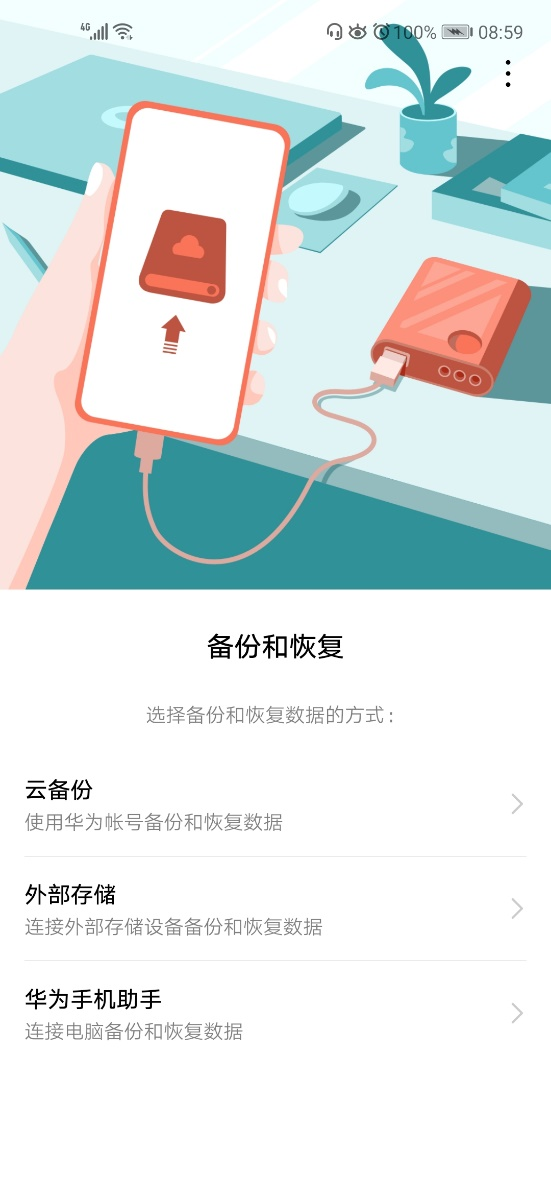 4G 100% 08:59
备份和恢复
选择备份和恢复数据的方式：
云备份
使用华为帐号备份和恢复数据
外部存储
连接外部存储设备备份和恢复数据
华为手机助手
连接电脑备份和恢复数据